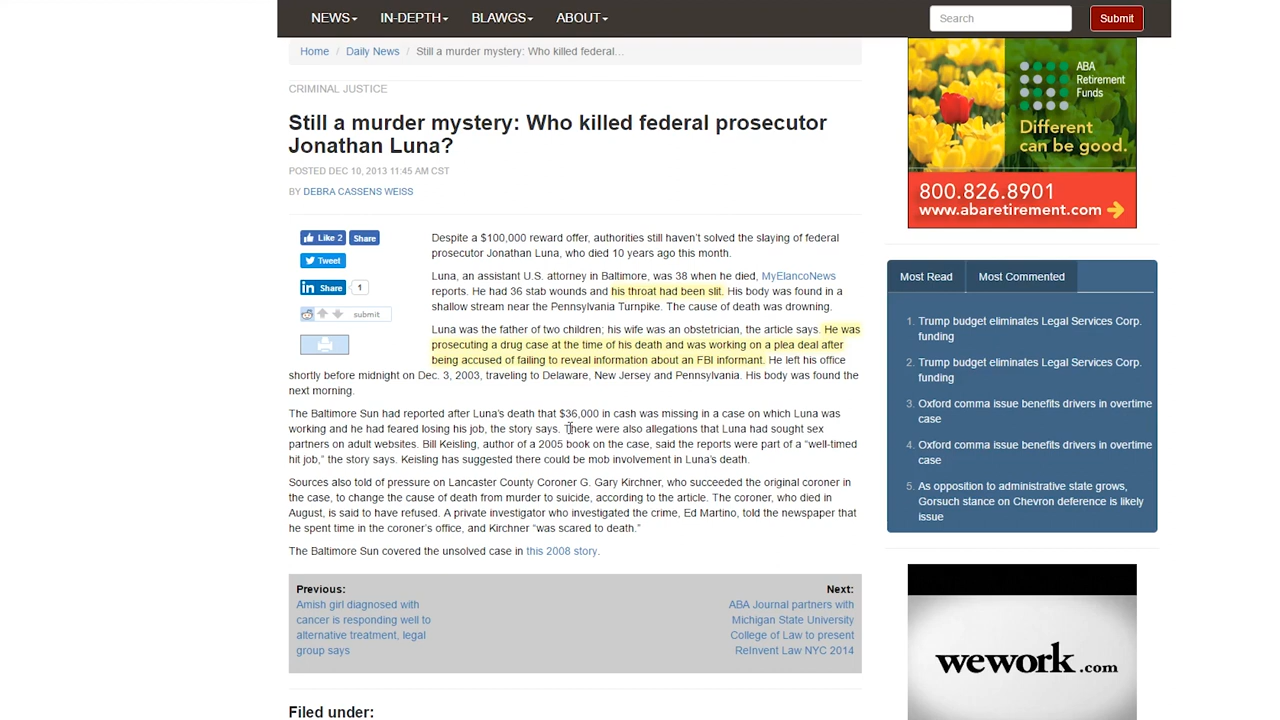 NEWS IN-DEPTH BLAWGS ABOUT Search Submit
Home / Daily News / Still a murder mystery: Who killed federal...
CRIMINAL JUSTICE
Still a murder mystery: Who killed federal prosecutor
Jonathan Luna?
POSTED DEC 10, 2013 11:45 AM CST
BY DEBRA CASSENS WEISS
Like 2 Share
Tweet
in Share 1
submit
Despite a $100,000 reward offer, authorities still haven't solved the slaying of federal
prosecutor Jonathan Luna, who died 10 years ago this month.
Luna, an assistant U.S. attorney in Baltimore, was 38 when he died, MyElancoNews
reports. He had 36 stab wounds and his throat had been slit. His body was found in a
shallow stream near the Pennsylvania Turnpike. The cause of death was drowning.
Luna was the father of two children; his wife was an obstetrician, the article says. He was
prosecuting a drug case at the time of his death and was working on a plea deal after
being accused of failing to reveal information about an FBI informant. He left his office
shortly before midnight on Dec. 3, 2003, traveling to Delaware, New Jersey and Pennsylvania. His body was found the
next morning.
The Baltimore Sun had reported after Luna's death that $36,000 in cash was missing in a case on which Luna was
working and he had feared losing his job, the story says. There were also allegations that Luna had sought sex
partners on adult websites. Bill Keisling, author of a 2005 book on the case, said the reports were part of a “well-timed
hit job,” the story says. Keisling has suggested there could be mob involvement in Luna's death.
Sources also told of pressure on Lancaster County Coroner G. Gary Kirchner, who succeeded the original coroner in
the case, to change the cause of death from murder to suicide, according to the article. The coroner, who died in
August, is said to have refused. A private investigator who investigated the crime, Ed Martino, told the newspaper that
he spent time in the coroner's office, and Kirchner “was scared to death.”
The Baltimore Sun covered the unsolved case in this 2008 story.
Previous:
Amish girl diagnosed with
cancer is responding well to
alternative treatment, legal
group says
Next:
ABA Journal partners with
Michigan State University
College of Law to present
ReInvent Law NYC 2014
Filed under:
ABA
Retirement
Funds
Different
can be good.
800.826.8901
www.abaretirement.com
Most Read Most Commented
1. Trump budget eliminates Legal Services Corp.
funding
2. Trump budget eliminates Legal Services Corp.
funding
3. Oxford comma issue benefits drivers in overtime
case
4. Oxford comma issue benefits drivers in overtime
case
5. As opposition to administrative state grows,
Gorsuch stance on Chevron deference is likely
issue
wework.com